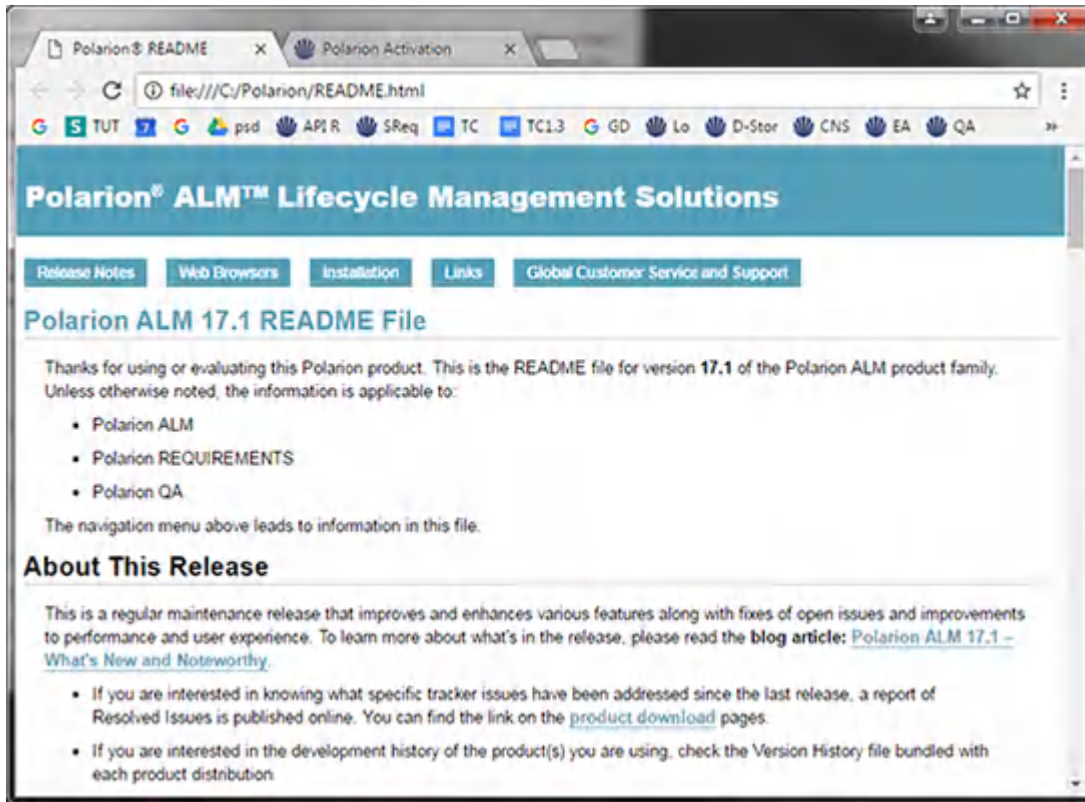 Polarion® README
Polarion Activation
file:///C:/Polarion/README.html
TUT 7 psd API R SReq TC TC1.3 GD Lo D-Stor CNS EA QA »
Polarion® ALM™ Lifecycle Management Solutions
Release Notes Web Browsers Installation Links Global Customer Service and Support
Polarion ALM 17.1 README File
Thanks for using or evaluating this Polarion product. This is the README file for version 17.1 of the Polarion ALM product family.
Unless otherwise noted, the information is applicable to:
• Polarion ALM
• Polarion REQUIREMENTS
• Polarion QA
The navigation menu above leads to information in this file.
About This Release
This is a regular maintenance release that improves and enhances various features along with fixes of open issues and improvements
to performance and user experience. To learn more about what's in the release, please read the blog article: Polarion ALM 17.1 –
What's New and Noteworthy.
• If you are interested in knowing what specific tracker issues have been addressed since the last release, a report of
Resolved Issues is published online. You can find the link on the product download pages.
• If you are interested in the development history of the product(s) you are using, check the Version History file bundled with
each product distribution